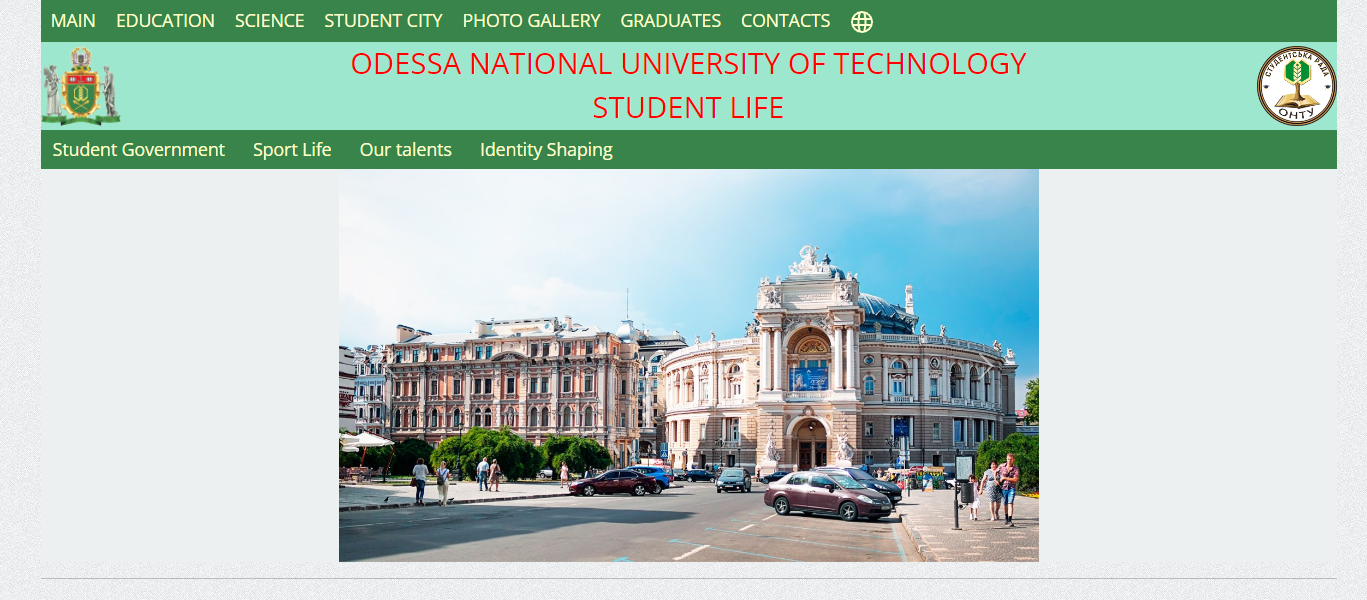 MAIN EDUCATION SCIENCE STUDENT CITY PHOTO GALLERY GRADUATES CONTACTS
ODESSA NATIONAL UNIVERSITY OF TECHNOLOGY
STUDENT LIFE
СТУДЕНТСЬКА РАДА
ОНТУ
Student Government Sport Life Our talents Identity Shaping